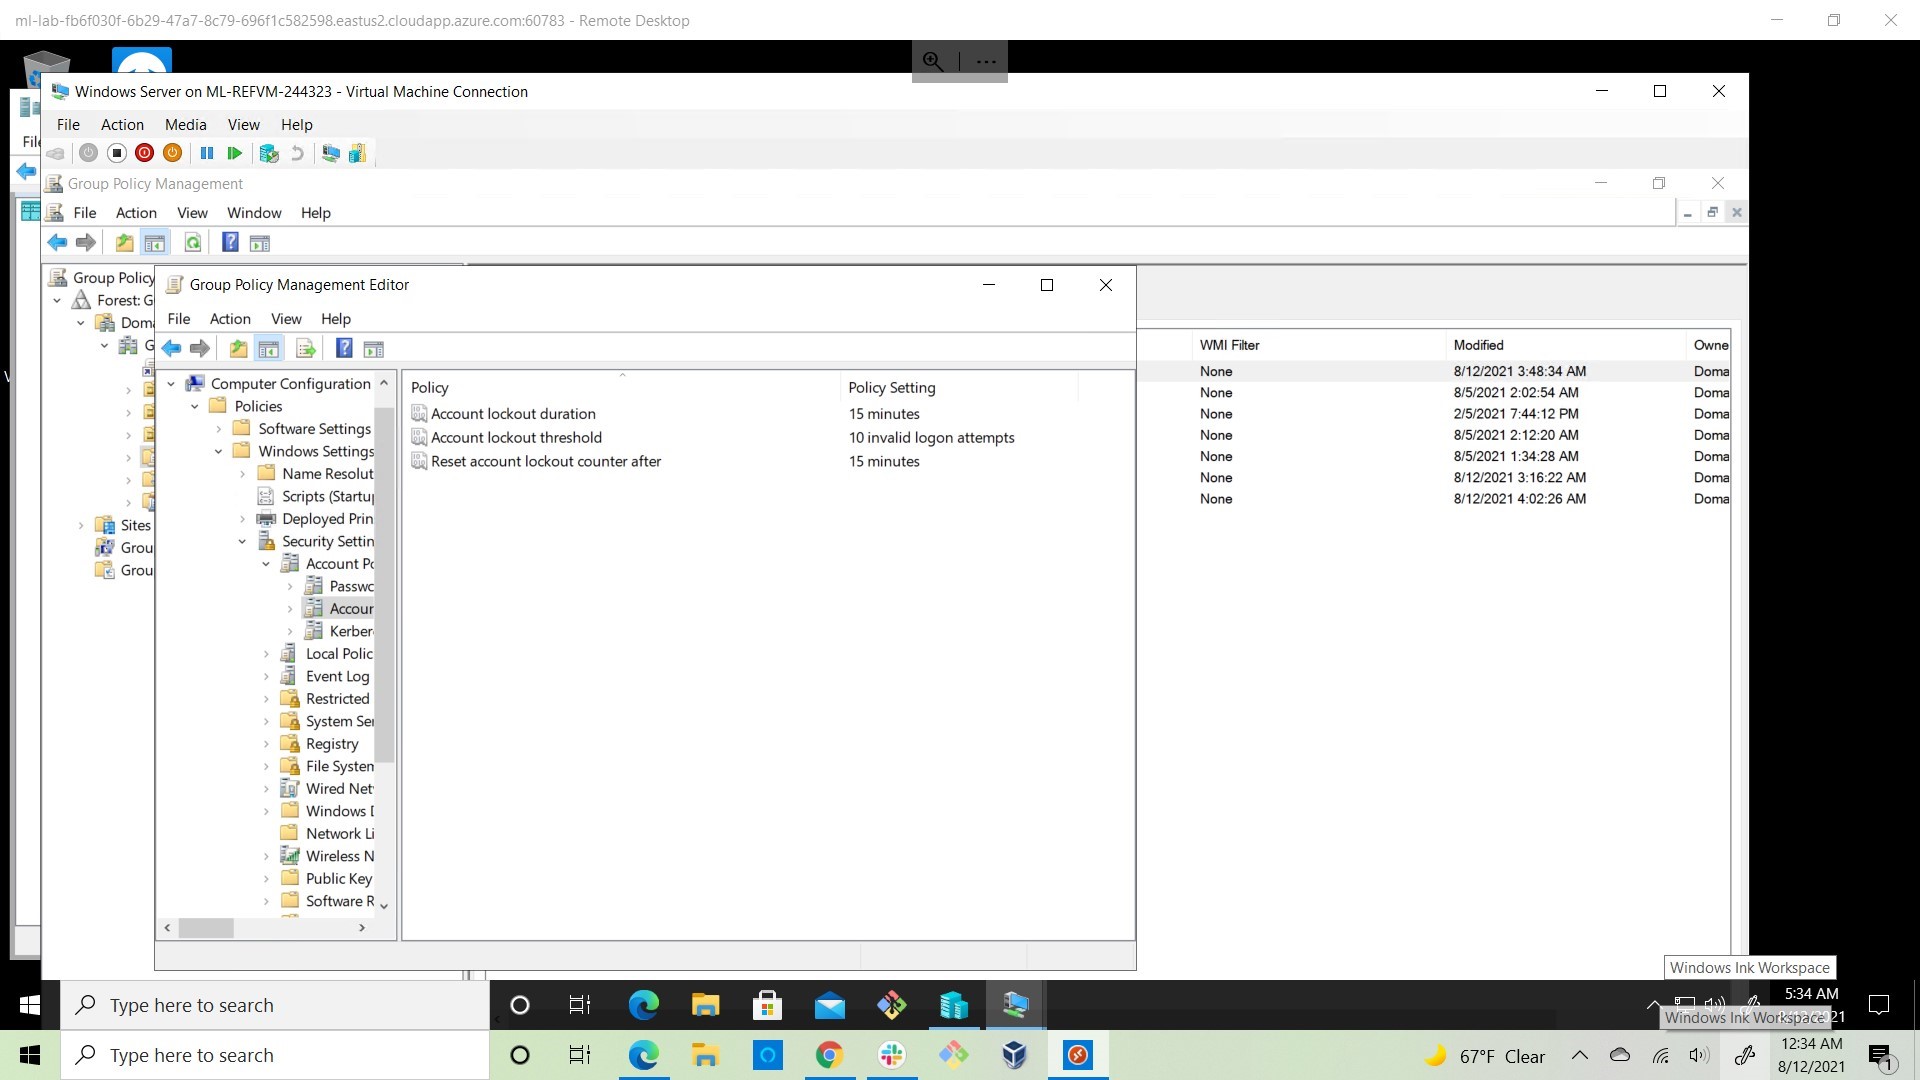 ml-lab-fb6f030f-6b29-47a7-8c79-696f1c582598.eastus2.cloudapp.azure.com:60783 - Remote Desktop
Windows Server on ML-REFVM-244323 - Virtual Machine Connection
File Action Media View Help
File
Group Policy Management
File Action View Window Help
Group Policy
Forest: G
Doma
G
Sites
Grou
Grou
Group Policy Management Editor
File Action View Help
Computer Configuration
Policies
Software Settings
Windows Settings
Name Resolut
Scripts (Startup
Deployed Prin
Security Settin
Account Po
Passwo
Accour
Kerber
Local Polic
Event Log
Restricted
System Ser
Registry
File System
Wired Net
Windows D
Network Li
Wireless N
Public Key
Software R
Policy Policy Setting
Account lockout duration 15 minutes
Account lockout threshold 10 invalid logon attempts
Reset account lockout counter after 15 minutes
WMI Filter Modified Owne
None 8/12/2021 3:48:34 AM Doma
None 8/5/2021 2:02:54 AM Doma
None 2/5/2021 7:44:12 PM Doma
None 8/5/2021 2:12:20 AM Doma
None 8/5/2021 1:34:28 AM Doma
None 8/12/2021 3:16:22 AM Doma
None 8/12/2021 4:02:26 AM Doma
Windows Ink Workspace
Type here to search
5:34 AM
Windows Ink Workspace
Type here to search
67°F Clear
12:34 AM
8/12/2021
1